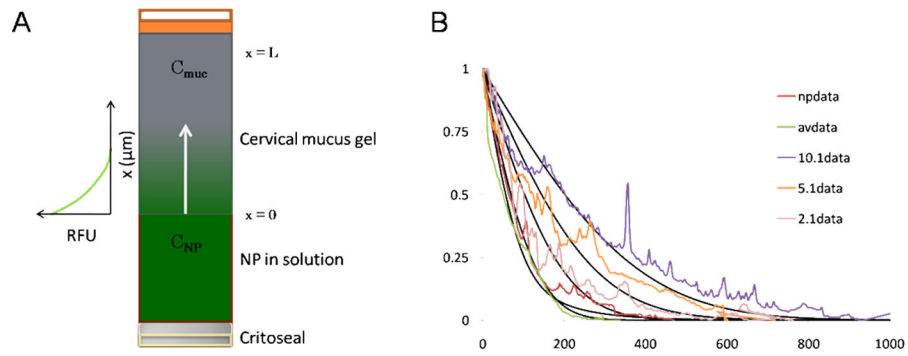 A
x = L
C_muc
Cervical mucus gel
x (μm)
x = 0
RFU
C_NP
NP in solution
Critoseal
B
1
0.75
0.5
0.25
0
0
200
400
600
800
1000
npdata
avdata
10.1data
5.1data
2.1data